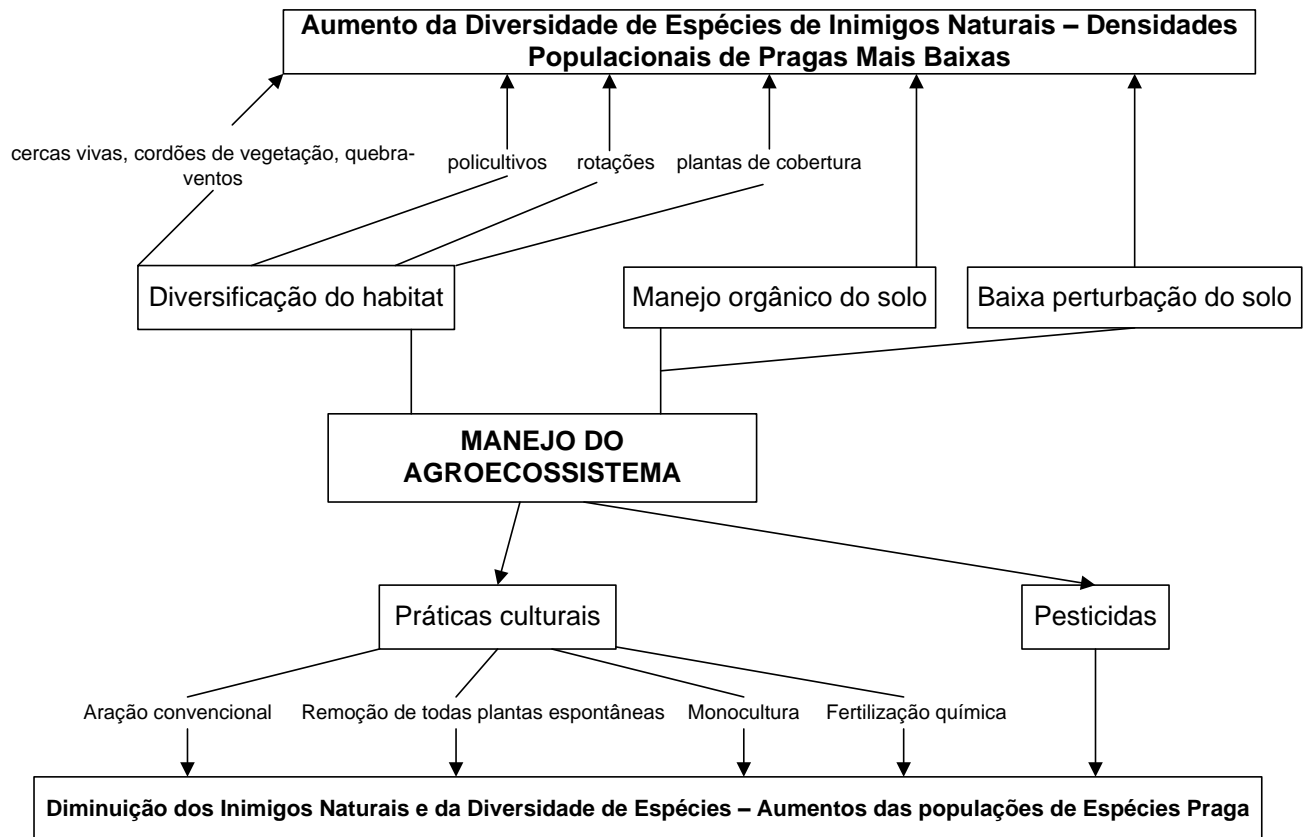 Aumento da Diversidade de Espécies de Inimigos Naturais – Densidades
Populacionais de Pragas Mais Baixas
cercas vivas, cordões de vegetação, quebra-
ventos
policultivos
rotações
plantas de cobertura
Diversificação do habitat
Manejo orgânico do solo
Baixa perturbação do solo
MANEJO DO
AGROECOSSISTEMA
Práticas culturais
Pesticidas
Aração convencional
Remoção de todas plantas espontâneas
Monocultura
Fertilização química
Diminuição dos Inimigos Naturais e da Diversidade de Espécies – Aumentos das populações de Espécies Praga